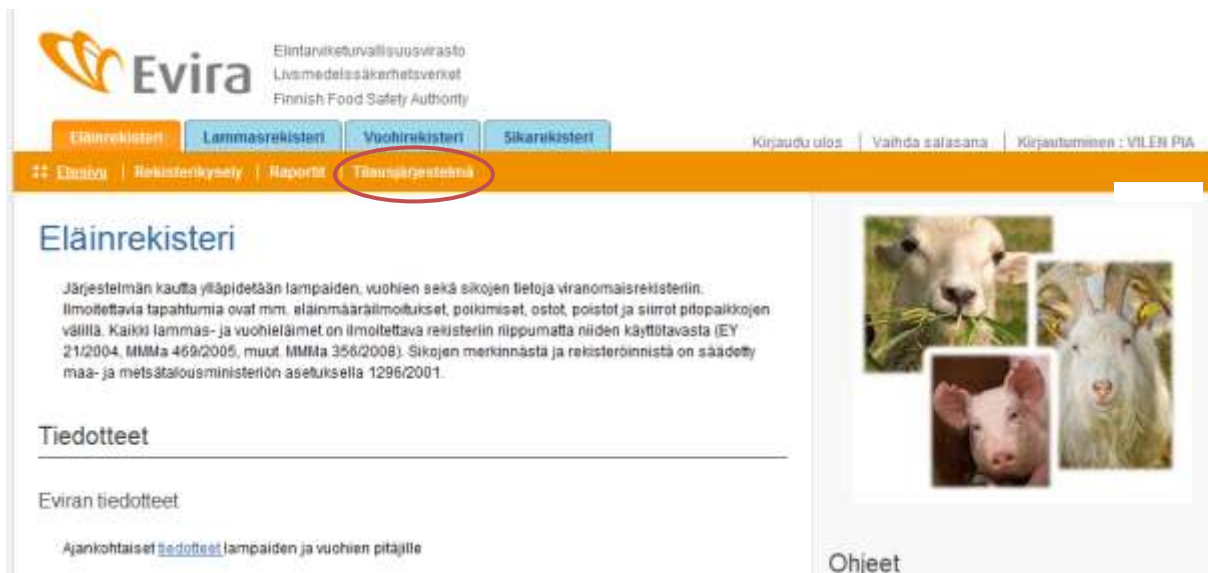 Evira
Elintarviketurvallisuusvirasto
Livsmedelssäkerhetsverket
Finnish Food Safety Authority
Eläinrekisteri Lammasrekisteri Vuohirekisteri Sikarekisteri
Kirjaudu ulos | Vaihda salasana | Kirjautuminen : VILEN PIA
Etusivu | Rekisterikysely | Raportit | Tilausjärjestelmä
Eläinrekisteri
Järjestelmän kautta ylläpidetään lampaiden, vuohien sekä sikojen tietoja viranomaisrekisteriin.
Ilmoitettavia tapahtumia ovat mm. eläinmääräilmoitukset, poikimiset, ostot, poistot ja siirrot pitopaikkojen
välillä. Kaikki lammas- ja vuohieläimet on ilmoitettava rekisteriin riippumatta niiden käyttötavasta (EY
21/2004, MMMa 469/2005, muut. MMMa 356/2008). Sikojen merkinnästä ja rekisteröinnistä on säädetty
maa- ja metsätalousministeriön asetuksella 1296/2001.
Tiedotteet
Eviran tiedotteet
Ajankohtaiset tiedotteet lampaiden ja vuohien pitäjille
Ohjeet